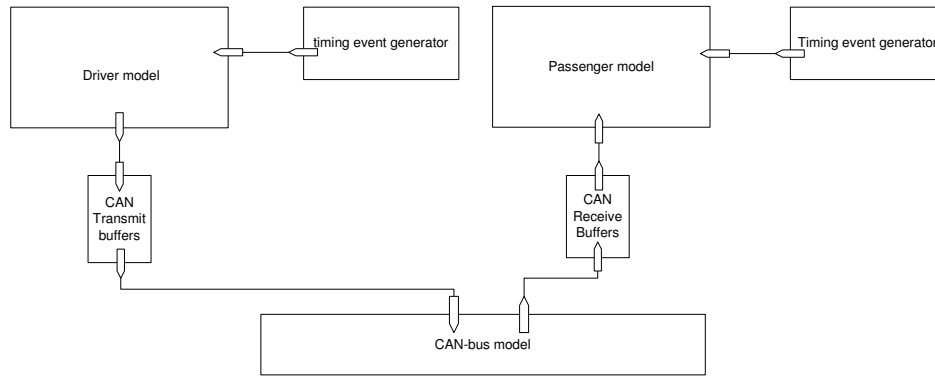 timing event generator
Timing event generator
Driver model
Passenger model
CAN
Transmit
buffers
CAN
Receive
Buffers
CAN-bus model